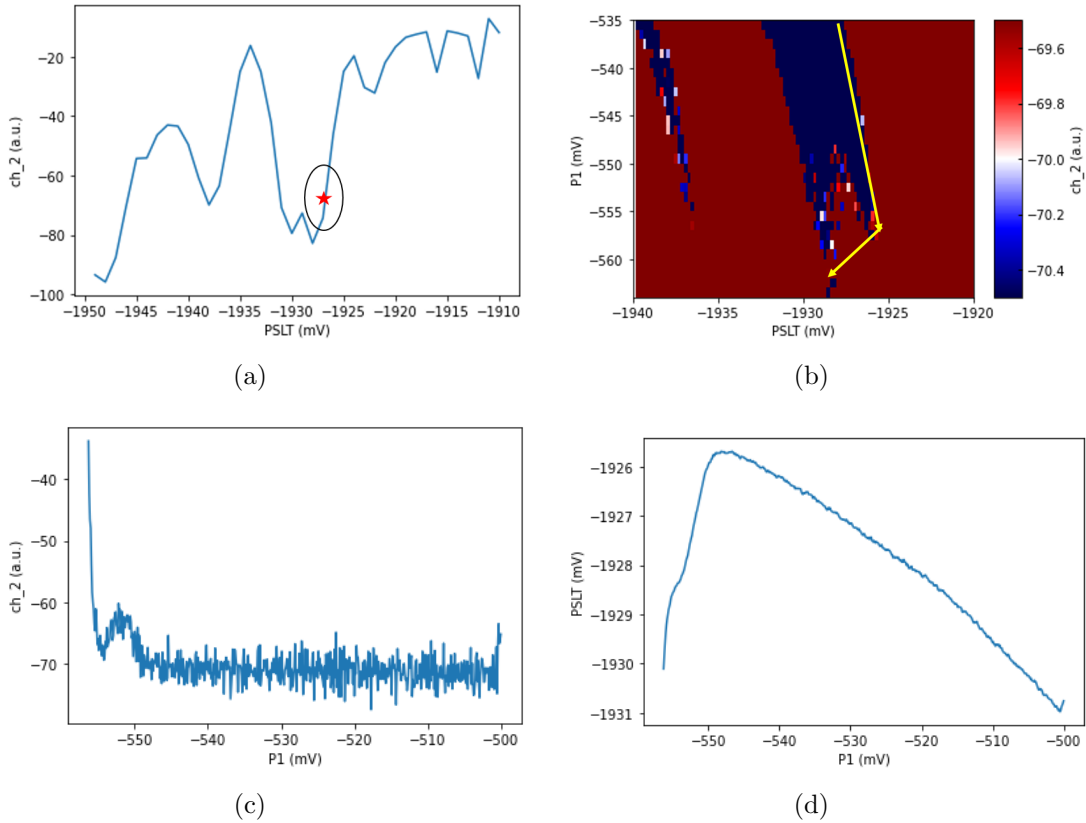 ch_2 (a.u.)
−20
−40
−60
−80
−100
−1950 −1945 −1940 −1935 −1930 −1925 −1920 −1915 −1910
PSLT (mV)
(a)
P1 (mV)
−535
−540
−545
−550
−555
−560
−1940 −1935 −1930 −1925 −1920
PSLT (mV)
−69.6
−69.8
−70.0
−70.2
−70.4
ch_2 (a.u.)
(b)
ch_2 (a.u.)
−40
−50
−60
−70
−550 −540 −530 −520 −510 −500
P1 (mV)
(c)
PSLT (mV)
−1926
−1927
−1928
−1929
−1930
−1931
−550 −540 −530 −520 −510 −500
P1 (mV)
(d)